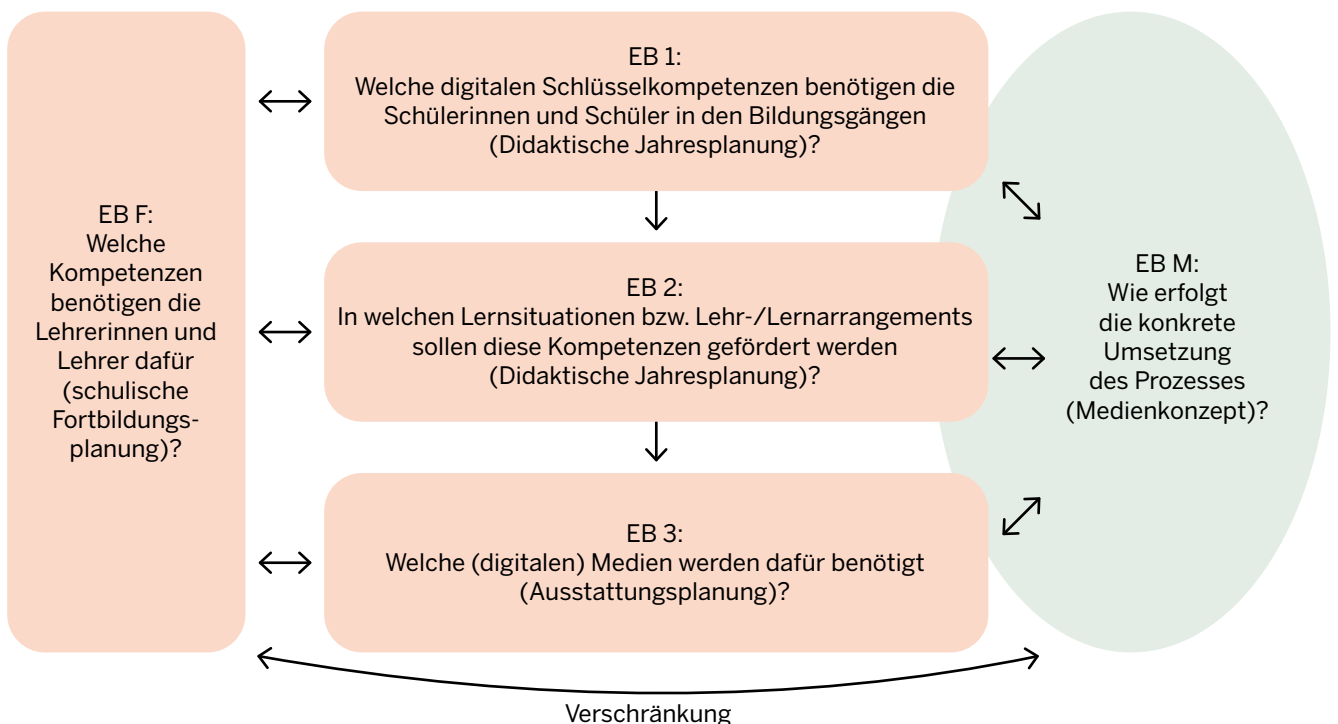 EB 1:
Welche digitalen Schlüsselkompetenzen benötigen die
Schülerinnen und Schüler in den Bildungsgängen
(Didaktische Jahresplanung)?
EB F:
Welche
Kompetenzen
benötigen die
Lehrerinnen und
Lehrer dafür
(schulische
Fortbildungs-
planung)?
EB 2:
In welchen Lernsituationen bzw. Lehr-/Lernarrangements
sollen diese Kompetenzen gefördert werden
(Didaktische Jahresplanung)?
EB M:
Wie erfolgt
die konkrete
Umsetzung
des Prozesses
(Medienkonzept)?
EB 3:
Welche (digitalen) Medien werden dafür benötigt
(Ausstattungsplanung)?
Verschränkung